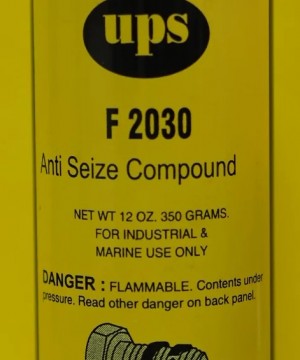 ups
F 2030
Anti Seize Compound
NET WT 12 OZ. 350 GRAMS.
FOR INDUSTRIAL &
MARINE USE ONLY
DANGER : FLAMMABLE. Contents under
pressure. Read other danger on back panel.